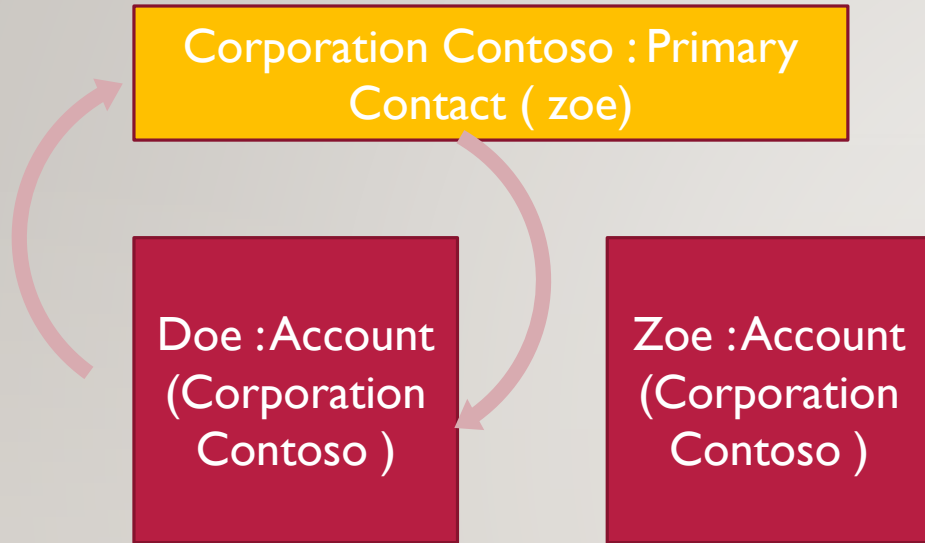 Corporation Contoso : Primary
Contact ( zoe)
Doe : Account
(Corporation
Contoso )
Zoe : Account
(Corporation
Contoso )